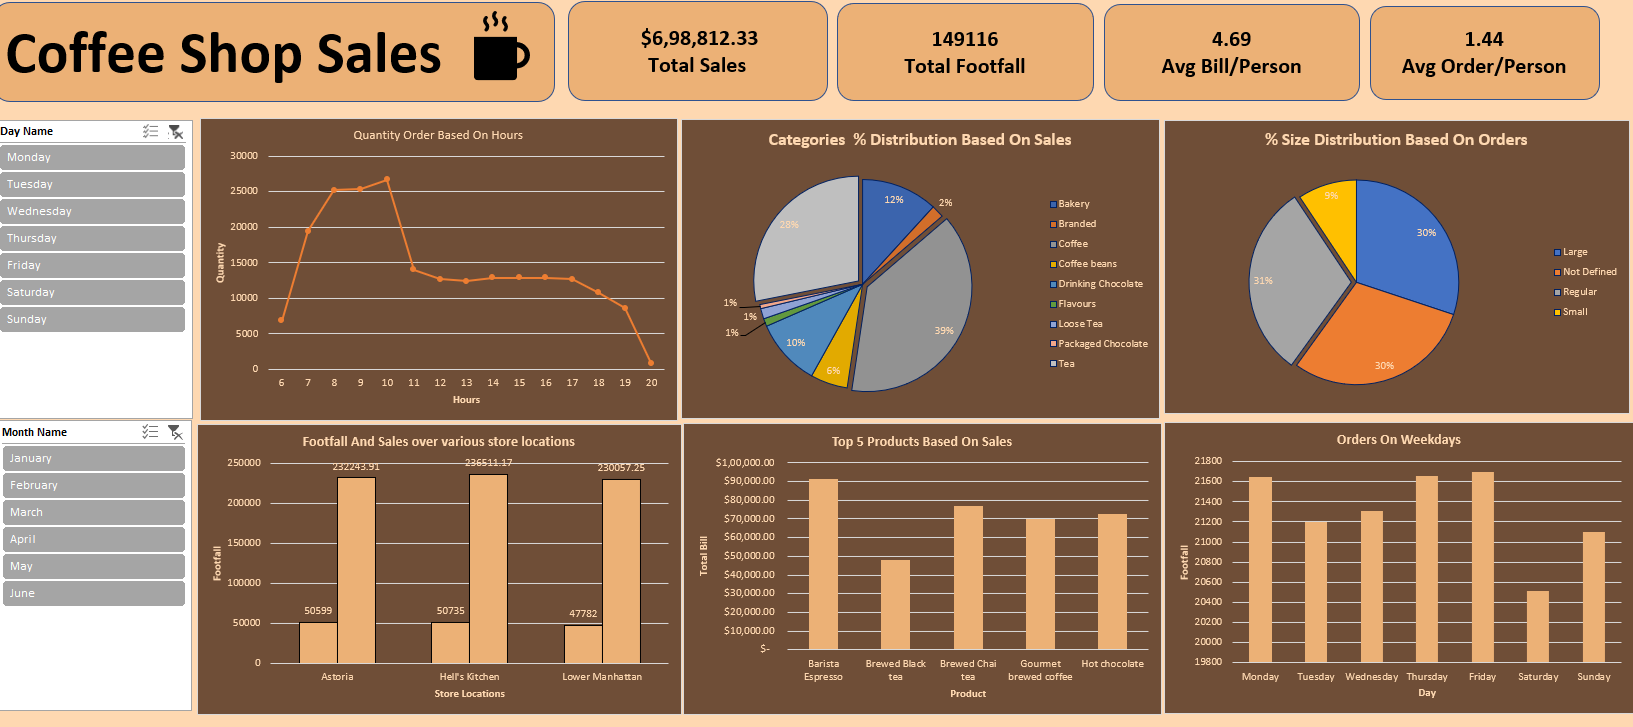 Coffee Shop Sales
$6,98,812.33
Total Sales
149116
Total Footfall
4.69
Avg Bill/Person
1.44
Avg Order/Person
Day Name
Monday
Tuesday
Wednesday
Thursday
Friday
Saturday
Sunday
Month Name
January
February
March
April
May
June
Quantity Order Based On Hours
30000
25000
20000
15000
10000
5000
0
Quantity
6 7 8 9 10 11 12 13 14 15 16 17 18 19 20
Hours
Categories % Distribution Based On Sales
12%
2%
39%
6%
10%
1%
1%
1%
28%
Bakery
Branded
Coffee
Coffee beans
Drinking Chocolate
Flavours
Loose Tea
Packaged Chocolate
Tea
% Size Distribution Based On Orders
30%
30%
31%
9%
Large
Not Defined
Regular
Small
Footfall And Sales over various store locations
250000
200000
150000
100000
50000
0
Footfall
50599
232243.91
50735
236511.17
47782
230057.25
Astoria
Hell's Kitchen
Lower Manhattan
Store Locations
Top 5 Products Based On Sales
$1,00,000.00
$90,000.00
$80,000.00
$70,000.00
$60,000.00
$50,000.00
$40,000.00
$30,000.00
$20,000.00
$10,000.00
$-
Total Bill
Barista
Espresso
Brewed Black
tea
Brewed Chai
tea
Gourmet
brewed coffee
Hot chocolate
Product
Orders On Weekdays
21800
21600
21400
21200
21000
20800
20600
20400
20200
20000
19800
Footfall
Monday Tuesday Wednesday Thursday Friday Saturday Sunday
Day